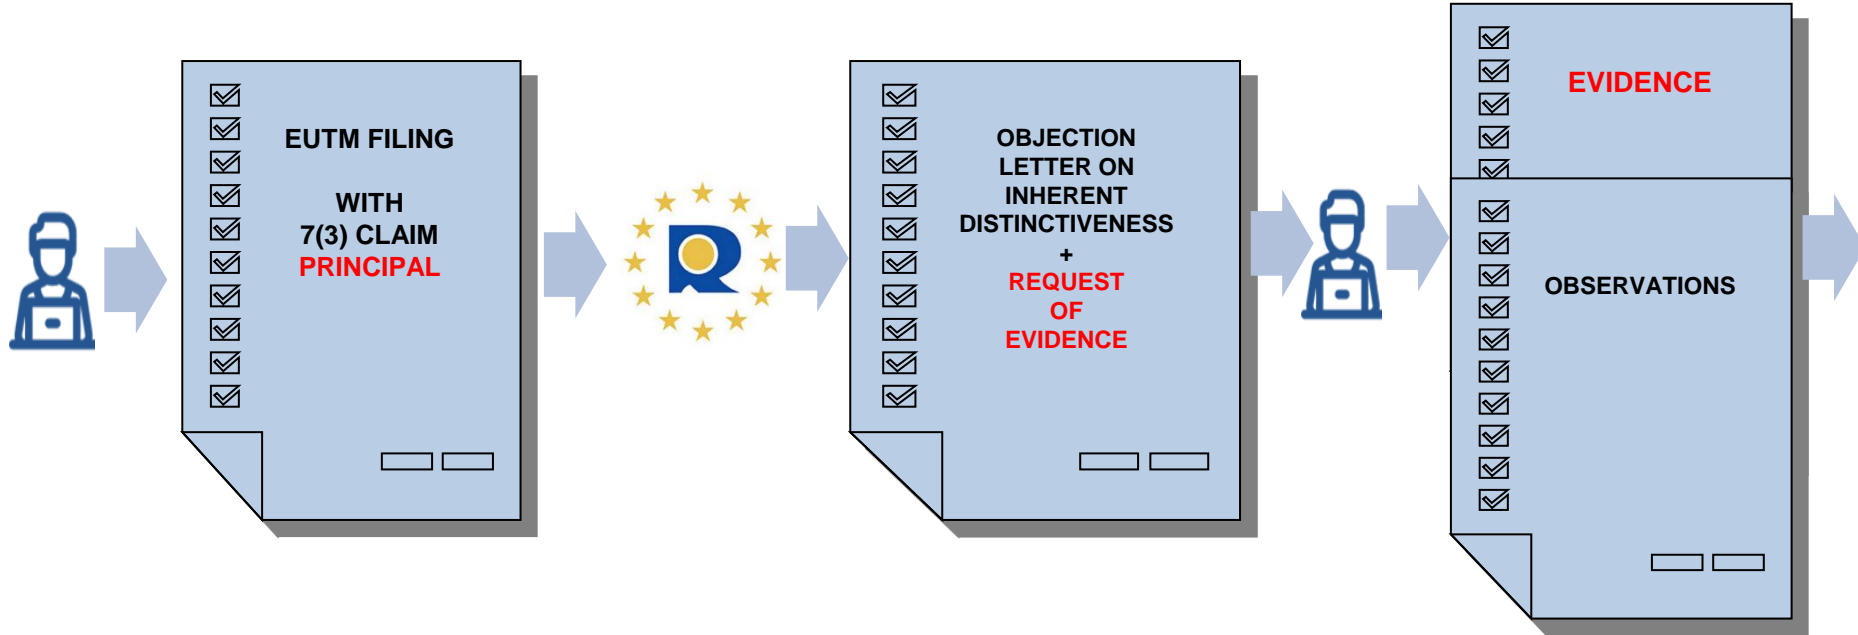 EUTM FILING
WITH
7(3) CLAIM
PRINCIPAL
OBJECTION
LETTER ON
INHERENT
DISTINCTIVENESS
+
REQUEST
OF
EVIDENCE
EVIDENCE
OBSERVATIONS